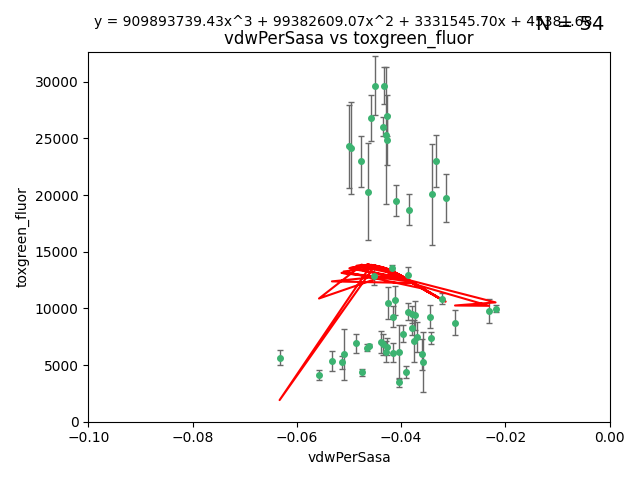 y = 909893739.43x^3 + 99382609.07x^2 + 3331545.70x + 45381.68
N = 54
vdwPerSasa vs toxgreen_fluor
30000
25000
20000
15000
10000
5000
0
toxgreen_fluor
−0.10
−0.08
−0.06
−0.04
−0.02
0.00
vdwPerSasa